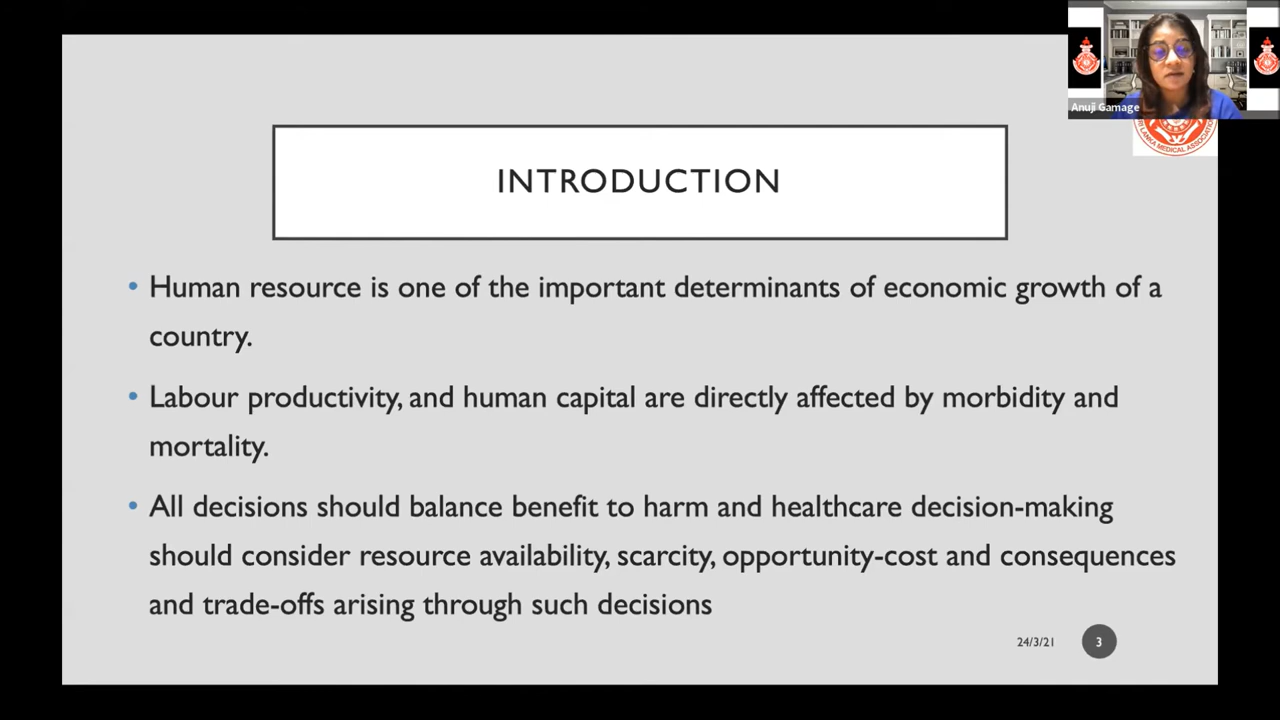 Anuji Gamage
LANKA MEDICAL ASSOCIATION
INTRODUCTION
• Human resource is one of the important determinants of economic growth of a
country.
• Labour productivity, and human capital are directly affected by morbidity and
mortality.
• All decisions should balance benefit to harm and healthcare decision-making
should consider resource availability, scarcity, opportunity-cost and consequences
and trade-offs arising through such decisions
24/3/21
3